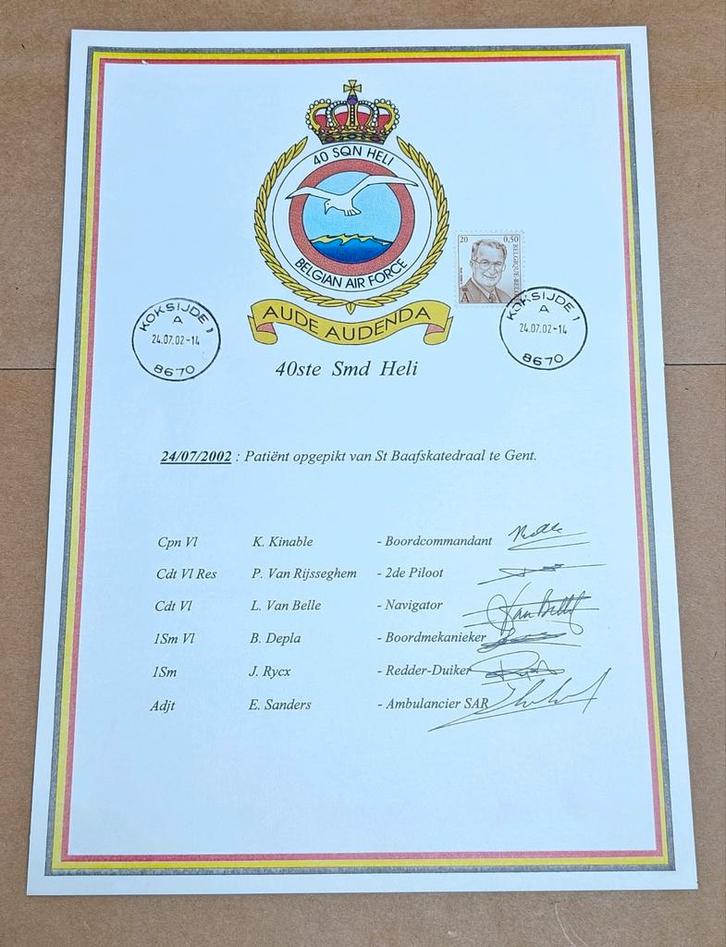 40 SQN HELI
BELGIAN AIR FORCE
AUDE AUDENDA
20 0,50
BELGIQUE-BELGIË
A
KOKSIJDE 1
A
24.07.02-14
8670
KOKSIJDE 1
A
24.07.02-14
8670
40ste Smd Heli
24/07/2002 : Patiënt opgepikt van St Baafskatedraal te Gent.
Cpn Vl K. Kinable - Boordcommandant
Cdt Vl Res P. Van Rijsseghem - 2de Piloot
Cdt Vl L. Van Belle - Navigator
1Sm Vl B. Depla - Boordmekanieker
1Sm J. Rycx - Redder-Duiker
Adjt E. Sanders - Ambulancier SAR